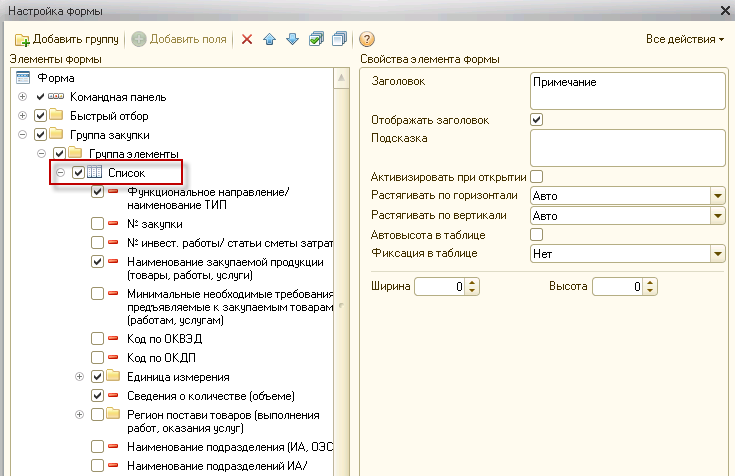 Настройка формы
Добавить группу
Добавить поля
Все действия
Элементы формы
Форма
Командная панель
Быстрый отбор
Группа закупки
Группа элементы
Список
Функциональное направление/
наименование ТИП
№ закупки
№ инвест. работы/ статьи сметы затрат
Наименование закупаемой продукции
(товары, работы, услуги)
Минимальные необходимые требования
предъявляемые к закупаемым товарам
(работам, услугам)
Код по ОКВЭД
Код по ОКДП
Единица измерения
Сведения о количестве (объеме)
Регион постави товаров (выполнения
работ, оказания услуг)
Наименование подразделения (ИА, ОЗС
Наименование подразделений ИА/
Свойства элемента формы
Заголовок
Примечание
Отображать заголовок
Подсказка
Активизировать при открытии
Растягивать по горизонтали
Авто
Растягивать по вертикали
Авто
Автовысота в таблице
Фиксация в таблице
Нет
Ширина 0 Высота 0